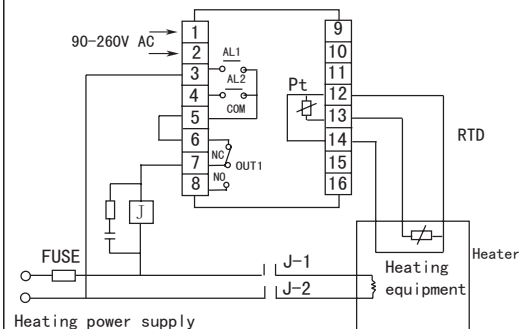 90-260V AC
1
2
3
4
5
6
7
8
AL1
AL2
COM
NC
OUT1
NO
9
10
11
12
13
14
15
16
Pt
RTD
J
FUSE
J-1
J-2
Heating
equipment
Heater
Heating power supply